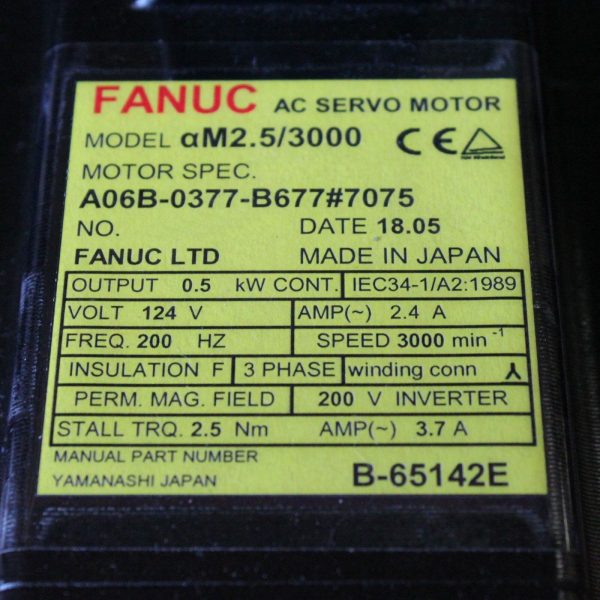 FANUC AC SERVO MOTOR
MODEL αM2.5/3000 CE
MOTOR SPEC.
A06B-0377-B677#7075
NO. DATE 18.05
FANUC LTD MADE IN JAPAN
OUTPUT 0.5 kW CONT. IEC34-1/A2:1989
VOLT 124 V AMP(~) 2.4 A
FREQ. 200 HZ SPEED 3000 min -1
INSULATION F 3 PHASE winding conn
PERM. MAG. FIELD 200 V INVERTER
STALL TRQ. 2.5 Nm AMP(~) 3.7 A
MANUAL PART NUMBER
YAMANASHI JAPAN B-65142E